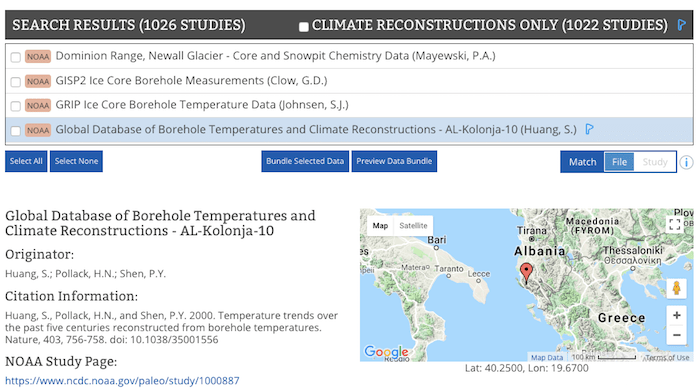 SEARCH RESULTS (1026 STUDIES)
CLIMATE RECONSTRUCTIONS ONLY (1022 STUDIES)
NOAA Dominion Range, Newall Glacier - Core and Snowpit Chemistry Data (Mayewski, P.A.)
NOAA GISP2 Ice Core Borehole Measurements (Clow, G.D.)
NOAA GRIP Ice Core Borehole Temperature Data (Johnsen, S.J.)
NOAA Global Database of Borehole Temperatures and Climate Reconstructions - AL-Kolonja-10 (Huang, S.)
Select All
Select None
Bundle Selected Data
Preview Data Bundle
Match
File
Study
i
Global Database of Borehole Temperatures and
Climate Reconstructions - AL-Kolonja-10
Originator:
Huang, S.; Pollack, H.N.; Shen, P.Y.
Citation Information:
Huang, S., Pollack, H.N., and Shen, P.Y. 2000. Temperature trends over
the past five centuries reconstructed from borehole temperatures.
Nature, 403, 756-758. doi: 10.1038/35001556
NOAA Study Page:
https://www.ncdc.noaa.gov/paleo/study/1000887
Map
Satellite
Macedonia
(FYROM)
Plov
Tirana
Bari
Albania
Thessaloniki
Θεσσαλονίκη
es
Matera
Taranto
Lecce
Greece
+
−
Google
Map Data
100 km
Terms of Use
Lat: 40.2500, Lon: 19.6700